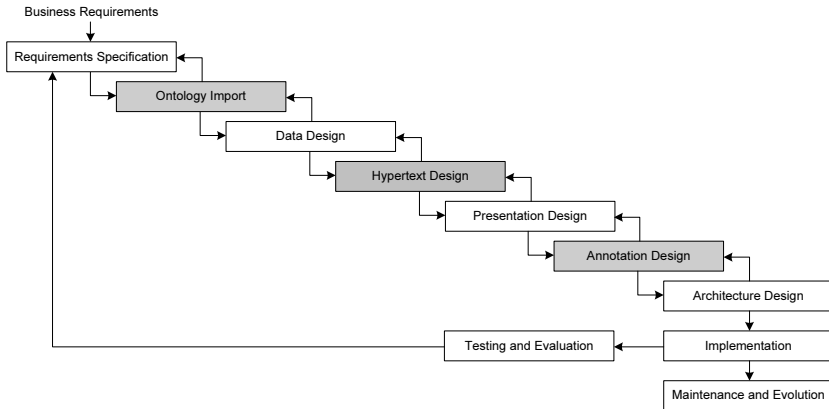 Business Requirements
Requirements Specification
Ontology Import
Data Design
Hypertext Design
Presentation Design
Annotation Design
Architecture Design
Testing and Evaluation
Implementation
Maintenance and Evolution